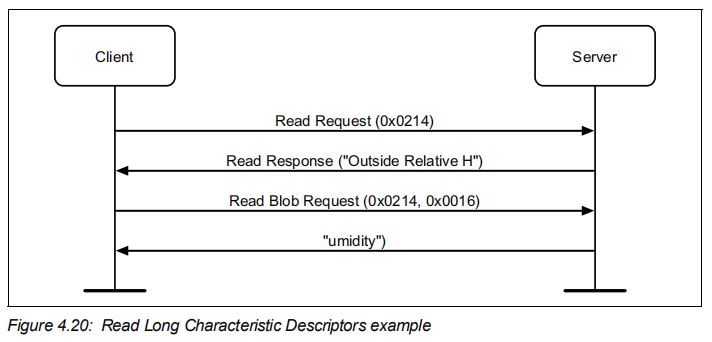 Client
Server
Read Request (0x0214)
Read Response ("Outside Relative H")
Read Blob Request (0x0214, 0x0016)
"umidity")
Figure 4.20: Read Long Characteristic Descriptors example